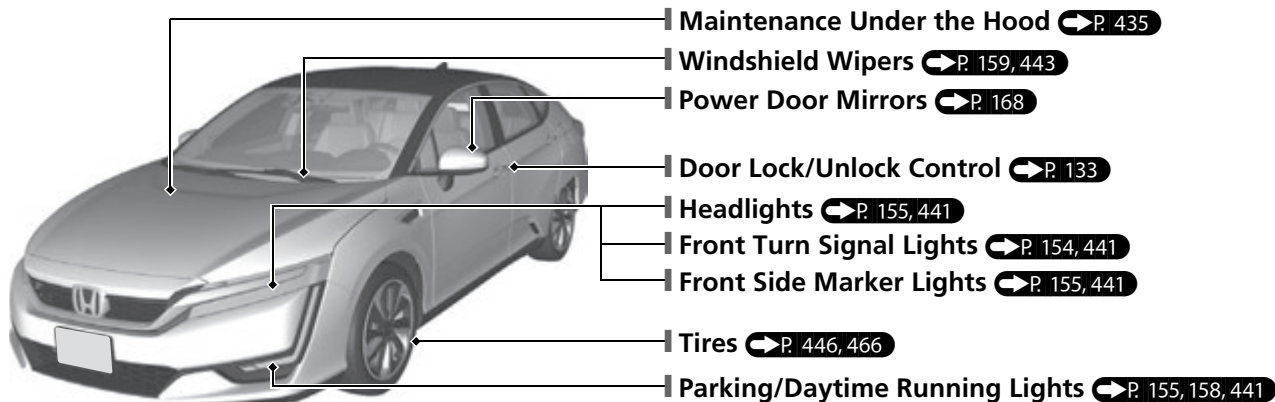 Maintenance Under the Hood P. 435
Windshield Wipers P. 159, 443
Power Door Mirrors P. 168
Door Lock/Unlock Control P. 133
Headlights P. 155, 441
Front Turn Signal Lights P. 154, 441
Front Side Marker Lights P. 155, 441
Tires P. 446, 466
Parking/Daytime Running Lights P. 155, 158, 441